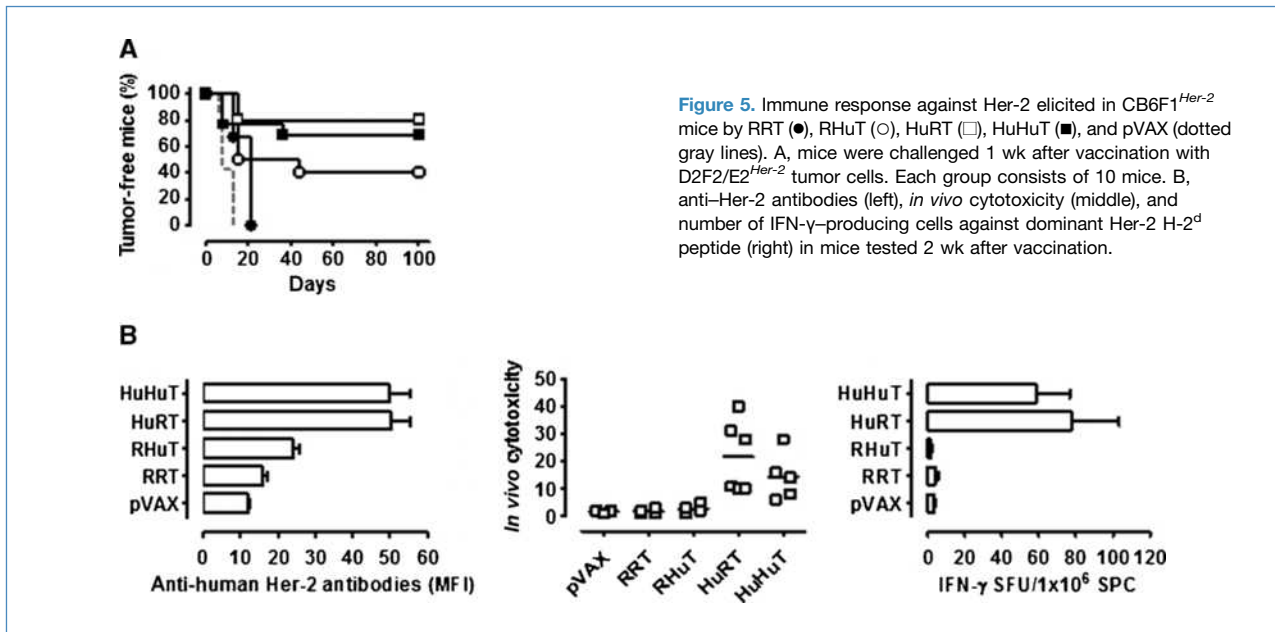 A
Tumor-free mice (%)
100
80
60
40
20
0
0 20 40 60 80 100
Days
Figure 5. Immune response against Her-2 elicited in CB6F1Her-2
mice by RRT (●), RHuT (○), HuRT (□), HuHuT (■), and pVAX (dotted
gray lines). A, mice were challenged 1 wk after vaccination with
D2F2/E2Her-2 tumor cells. Each group consists of 10 mice. B,
anti–Her-2 antibodies (left), in vivo cytotoxicity (middle), and
number of IFN-γ–producing cells against dominant Her-2 H-2d
peptide (right) in mice tested 2 wk after vaccination.
B
HuHuT
HuRT
RHuT
RRT
pVAX
0 10 20 30 40 50 60
Anti-human Her-2 antibodies (MFI)
In vivo cytotoxicity
50
40
30
20
10
0
pVAX RRT RHuT HuRT HuHuT
HuHuT
HuRT
RHuT
RRT
pVAX
0 20 40 60 80 100 120
IFN-γ SFU/1x10⁶ SPC